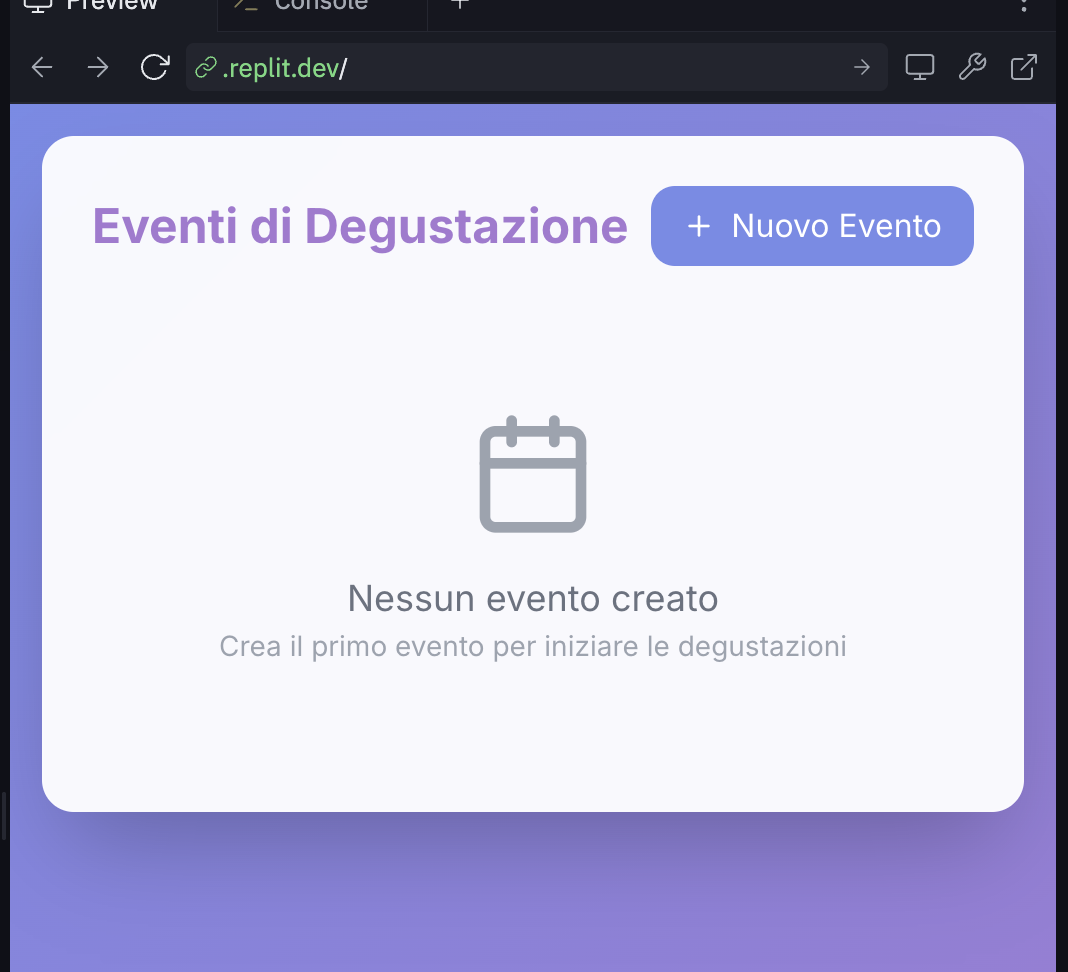 Preview
Console
.replit.dev/
Eventi di Degustazione
+ Nuovo Evento
Nessun evento creato
Crea il primo evento per iniziare le degustazioni